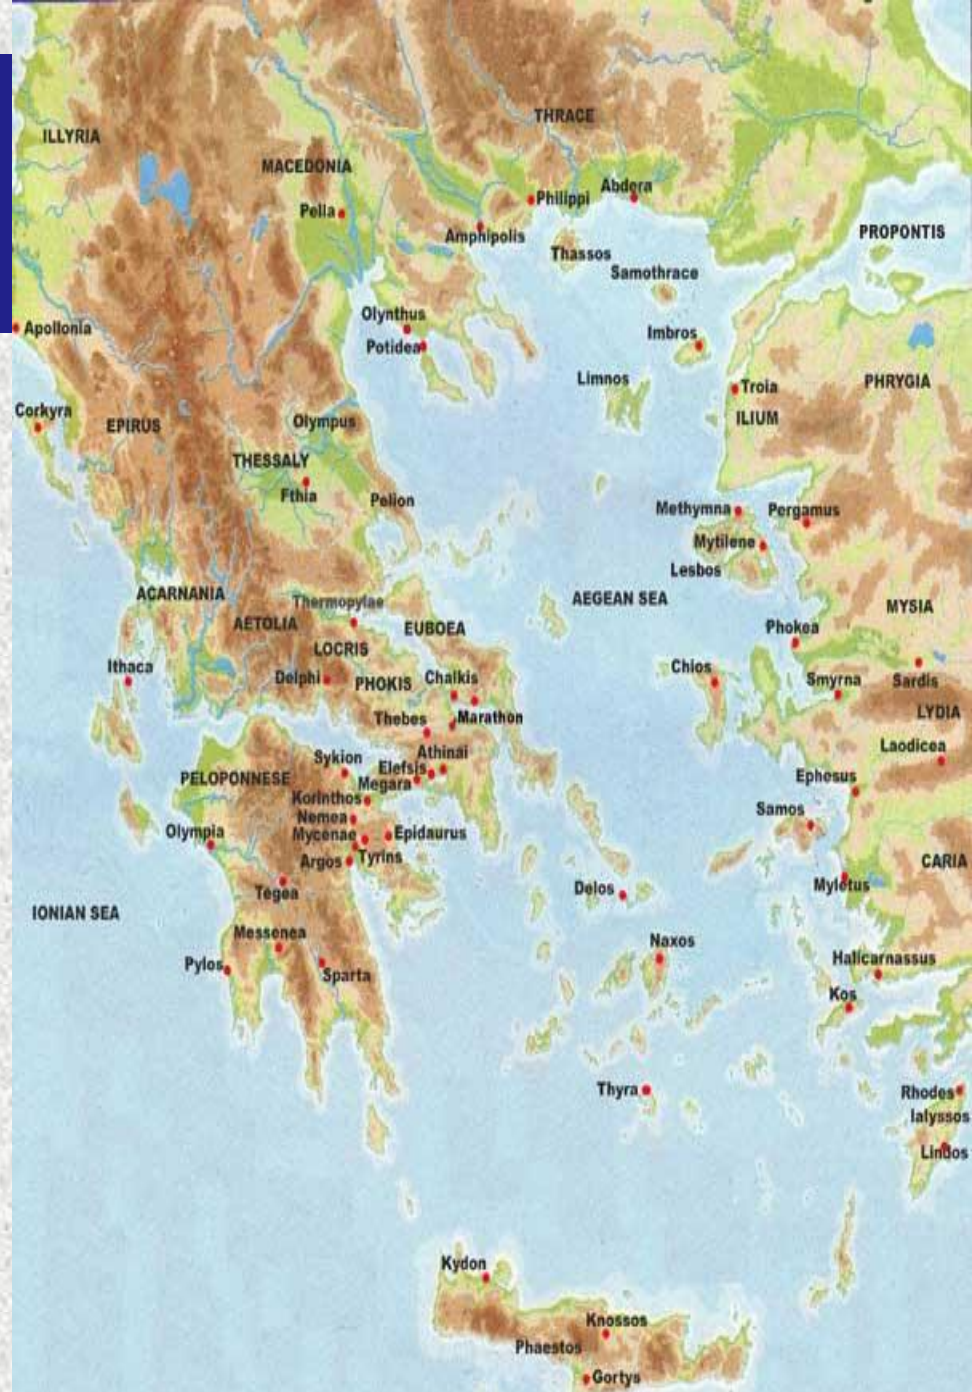 THRACE
ILLYRIA
MACEDONIA
Abdera
Philippi
Pella
Amphipolis
PROPONTIS
Thassos
Samothrace
Olynthus
Apollonia
Imbros
Potidea
Limnos
PHRYGIA
Troia
Corkyra
ILIUM
Olympus
EPIRUS
THESSALY
Fthia
Pelion
Methymna
Pergamus
Mytilene
Lesbos
ACARNANIA
AEGEAN SEA
Thermopylae
MYSIA
AETOLIA
EUBOEA
Phokea
LOCRIS
Ithaca
Chios
Delphi
PHOKIS
Chalkis
Smyrna
Sardis
LYDIA
Thebes
Marathon
Laodicea
Athinai
Sykion
Elefsis
PELOPONNESE
Megara
Ephesus
Korinthos
Samos
Nemea
Olympia
Mycenae
Epidaurus
Argos
Tyrins
CARIA
Tegea
Delos
Myletus
IONIAN SEA
Messenea
Naxos
Halicarnassus
Pylos
Sparta
Kos
Thyra
Rhodes
Ialyssos
Lindos
Kydon
Knossos
Phaestos
Gortys